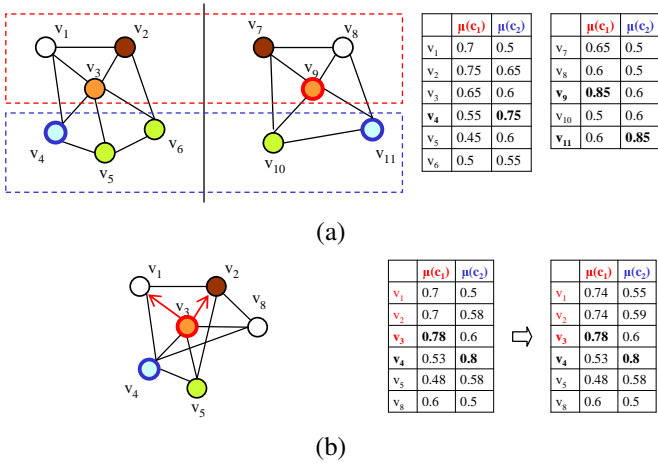 v1 v2 v7 v8
v3 v9
v4 v5 v6 v10 v11
μ(c1) μ(c2)
v1 0.7 0.5
v2 0.75 0.65
v3 0.65 0.6
v4 0.55 0.75
v5 0.45 0.6
v6 0.5 0.55
μ(c1) μ(c2)
v7 0.65 0.5
v8 0.6 0.5
v9 0.85 0.6
v10 0.5 0.6
v11 0.6 0.85
(a)
v1 v2
v3 v8
v4
v5
μ(c1) μ(c2)
v1 0.7 0.5
v2 0.7 0.58
v3 0.78 0.6
v4 0.53 0.8
v5 0.48 0.58
v8 0.6 0.5
μ(c1) μ(c2)
v1 0.74 0.55
v2 0.74 0.59
v3 0.78 0.6
v4 0.53 0.8
v5 0.48 0.58
v8 0.6 0.5
(b)